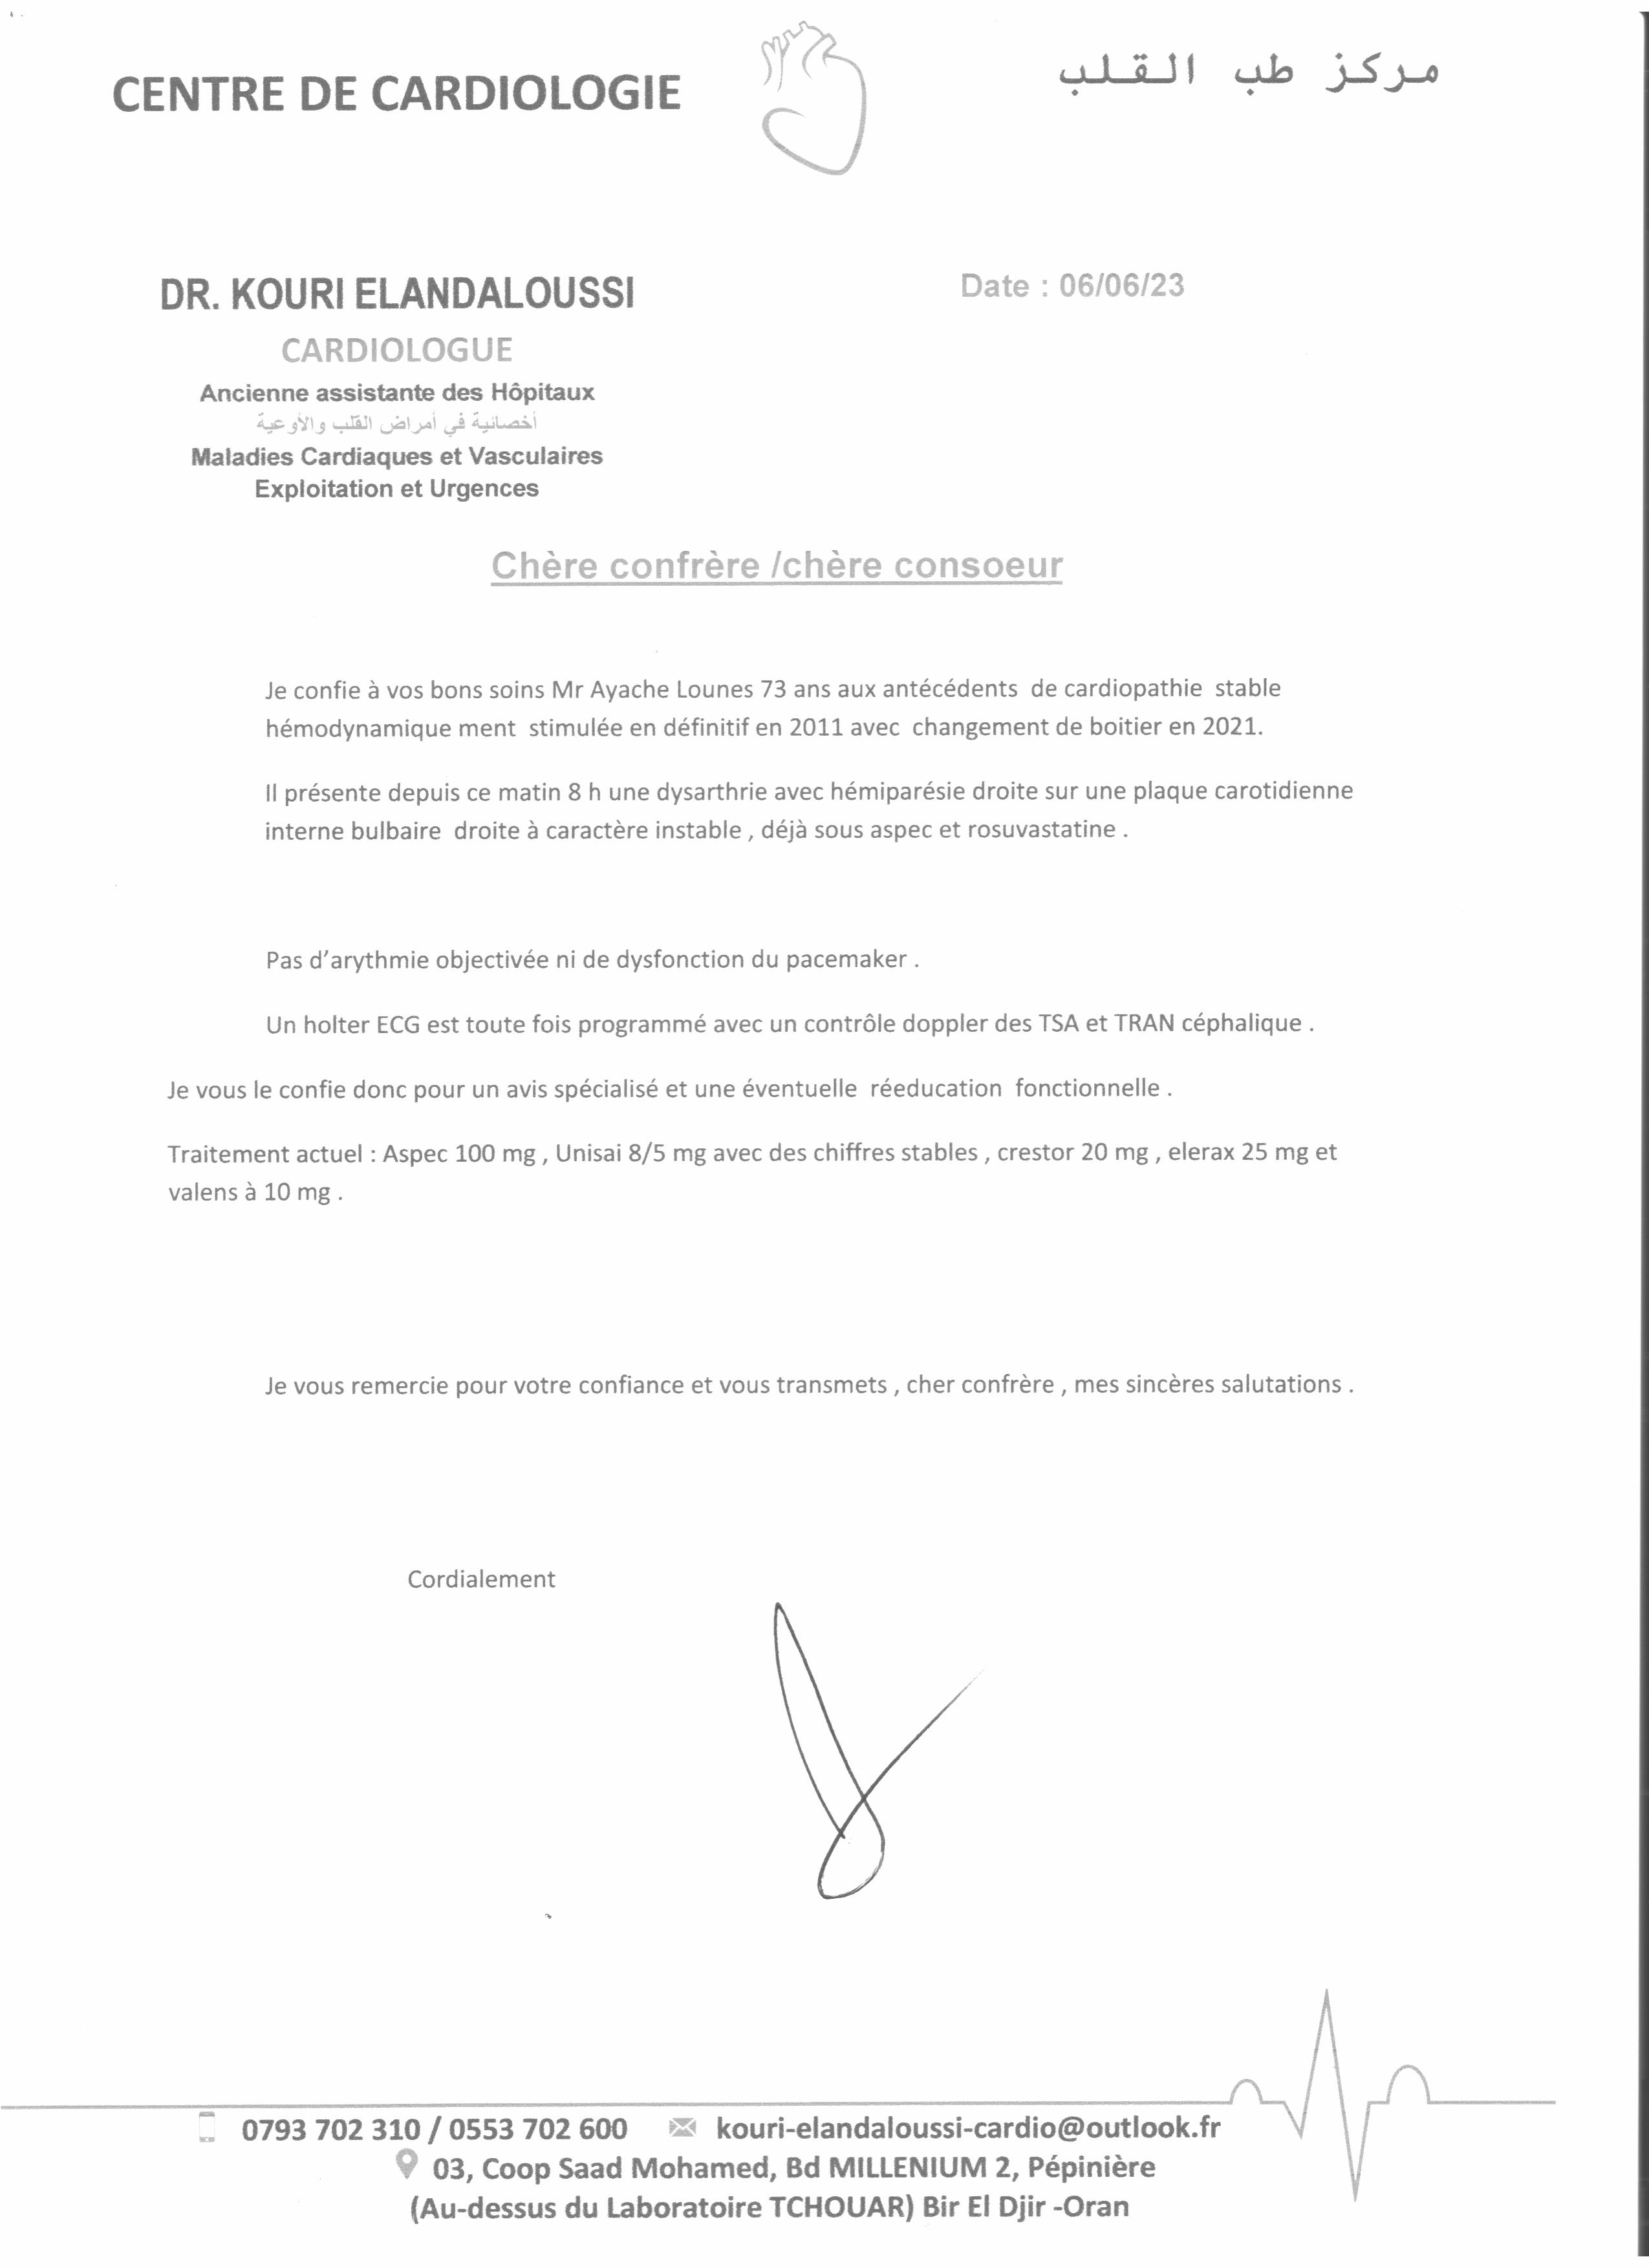 CENTRE DE CARDIOLOGIE
مركز طب القلب
DR. KOURI ELANDALOUSSI
Date : 06/06/23
CARDIOLOGUE
Ancienne assistante des Hôpitaux
أخصائية في أمراض القلب والأوعية
Maladies Cardiaques et Vasculaires
Exploitation et Urgences
Chère confrère /chère consoeur
Je confie à vos bons soins Mr Ayache Lounes 73 ans aux antécédents de cardiopathie stable
hémodynamique ment stimulée en définitif en 2011 avec changement de boitier en 2021.
Il présente depuis ce matin 8 h une dysarthrie avec hémiparésie droite sur une plaque carotidienne
interne bulbaire droite à caractère instable , déjà sous aspec et rosuvastatine .
Pas d'arythmie objectivée ni de dysfonction du pacemaker .
Un holter ECG est toute fois programmé avec un contrôle doppler des TSA et TRAN céphalique .
Je vous le confie donc pour un avis spécialisé et une éventuelle réeducation fonctionnelle .
Traitement actuel : Aspec 100 mg , Unisai 8/5 mg avec des chiffres stables , crestor 20 mg , elerax 25 mg et
valens à 10 mg .
Je vous remercie pour votre confiance et vous transmets , cher confrère , mes sincères salutations .
Cordialement
0793 702 310 / 0553 702 600 kouri-elandaloussi-cardio@outlook.fr
03, Coop Saad Mohamed, Bd MILLENIUM 2, Pépinière
(Au-dessus du Laboratoire TCHOUAR) Bir El Djir -Oran